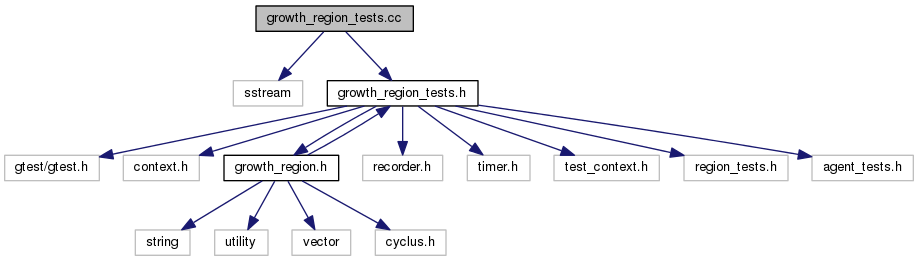 growth_region_tests.cc
sstream
growth_region_tests.h
gtest/gtest.h
context.h
growth_region.h
recorder.h
timer.h
test_context.h
region_tests.h
agent_tests.h
string
utility
vector
cyclus.h